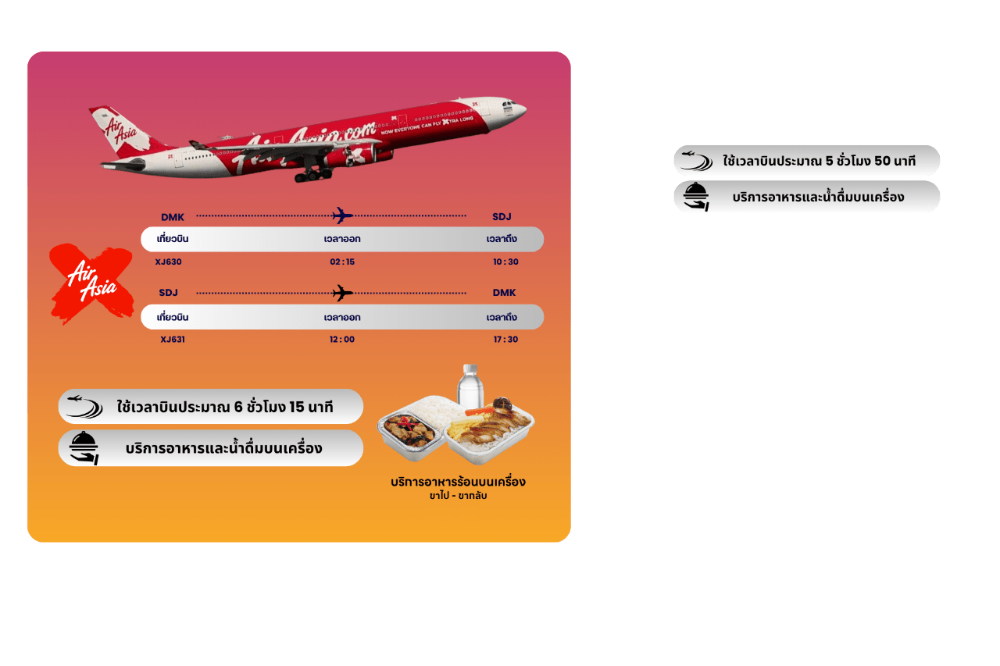 Air
Asia
AirAsia.com
NOW EVERYONE CAN FLY XTRA LONG
DMK
SDJ
เที่ยวบิน
เวลาออก
เวลาถึง
XJ630
02 : 15
10 : 30
Air
Asia
SDJ
DMK
เที่ยวบิน
เวลาออก
เวลาถึง
XJ631
12 : 00
17 : 30
ใช้เวลาบินประมาณ 6 ชั่วโมง 15 นาที
บริการอาหารและน้ำดื่มบนเครื่อง
บริการอาหารร้อนบนเครื่อง
ขาไป - ขากลับ
ใช้เวลาบินประมาณ 5 ชั่วโมง 50 นาที
บริการอาหารและน้ำดื่มบนเครื่อง